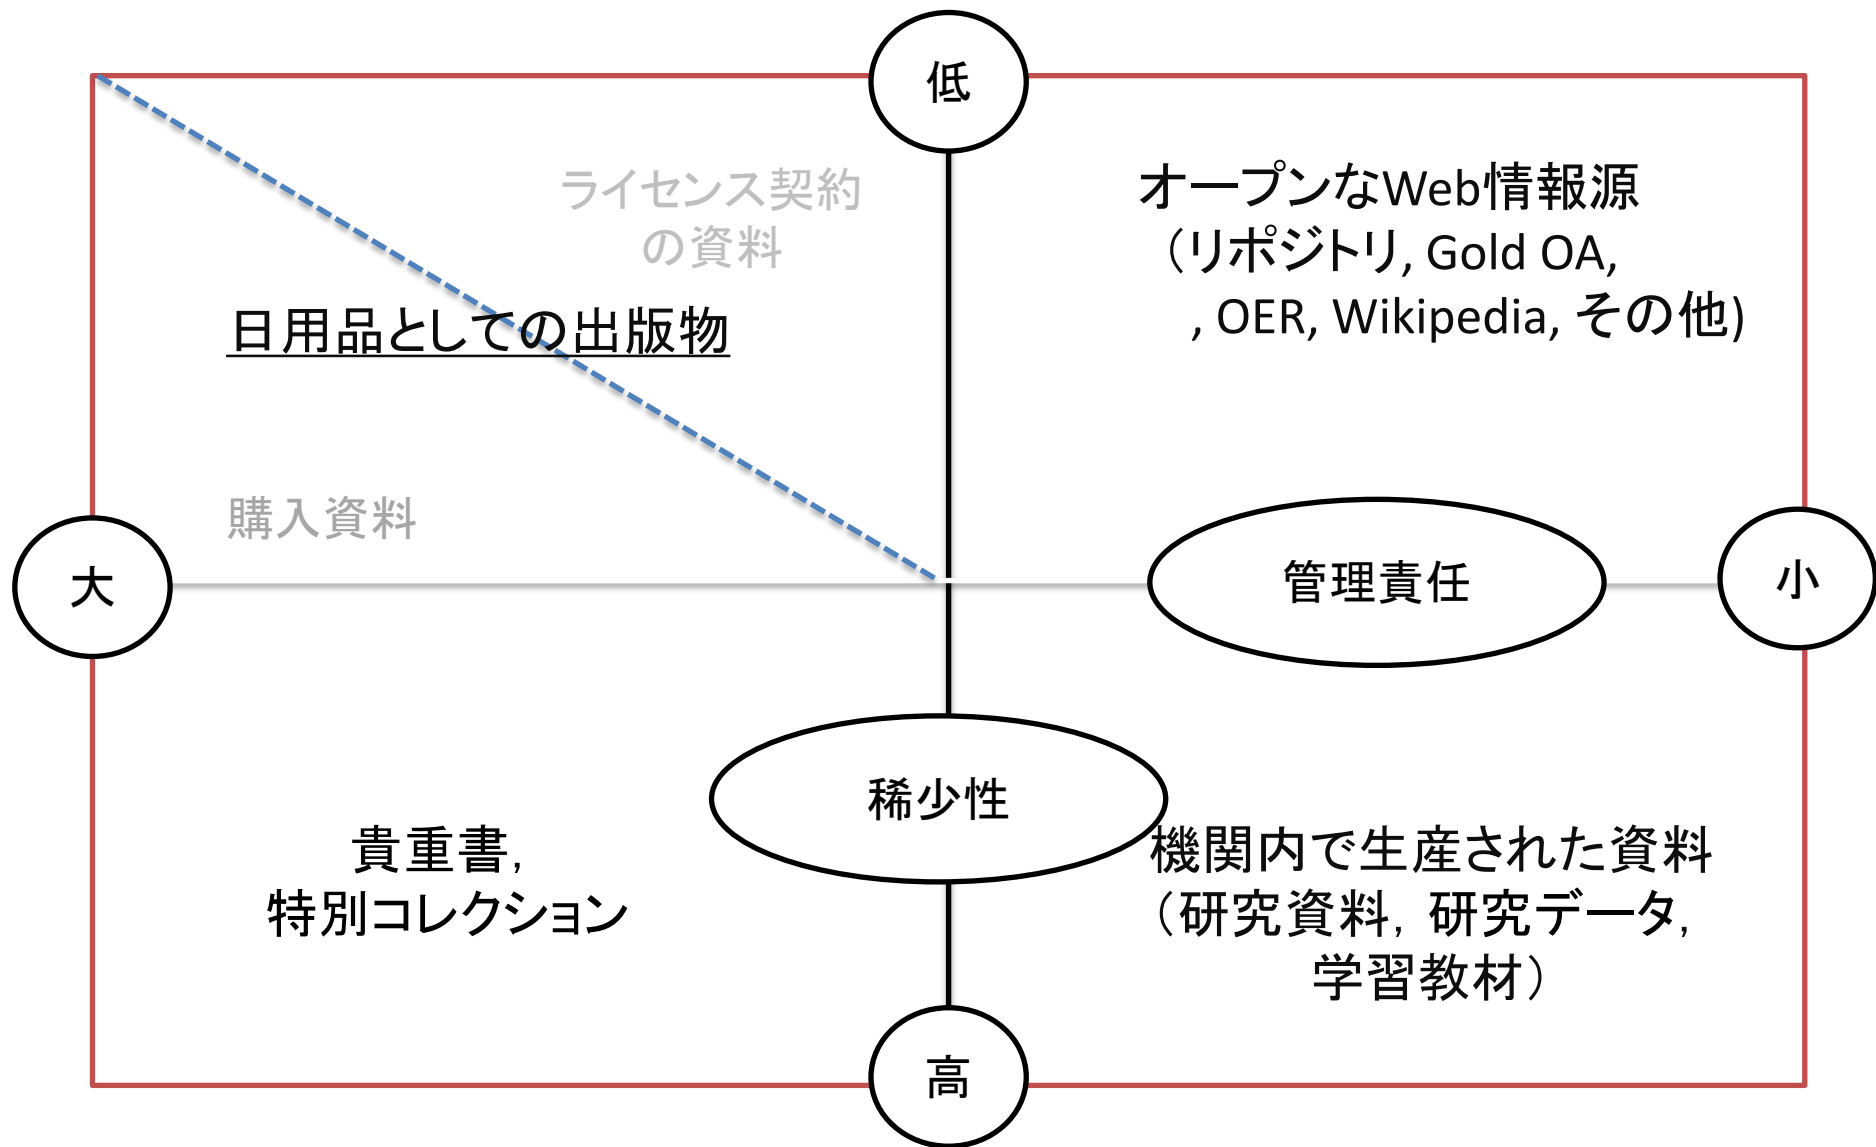 低
ライセンス契約
の資料
オープンなWeb情報源
（リポジトリ, Gold OA,
, OER, Wikipedia, その他)
日用品としての出版物
購入資料
大
管理責任
小
稀少性
貴重書,
特別コレクション
機関内で生産された資料
（研究資料, 研究データ,
学習教材）
高